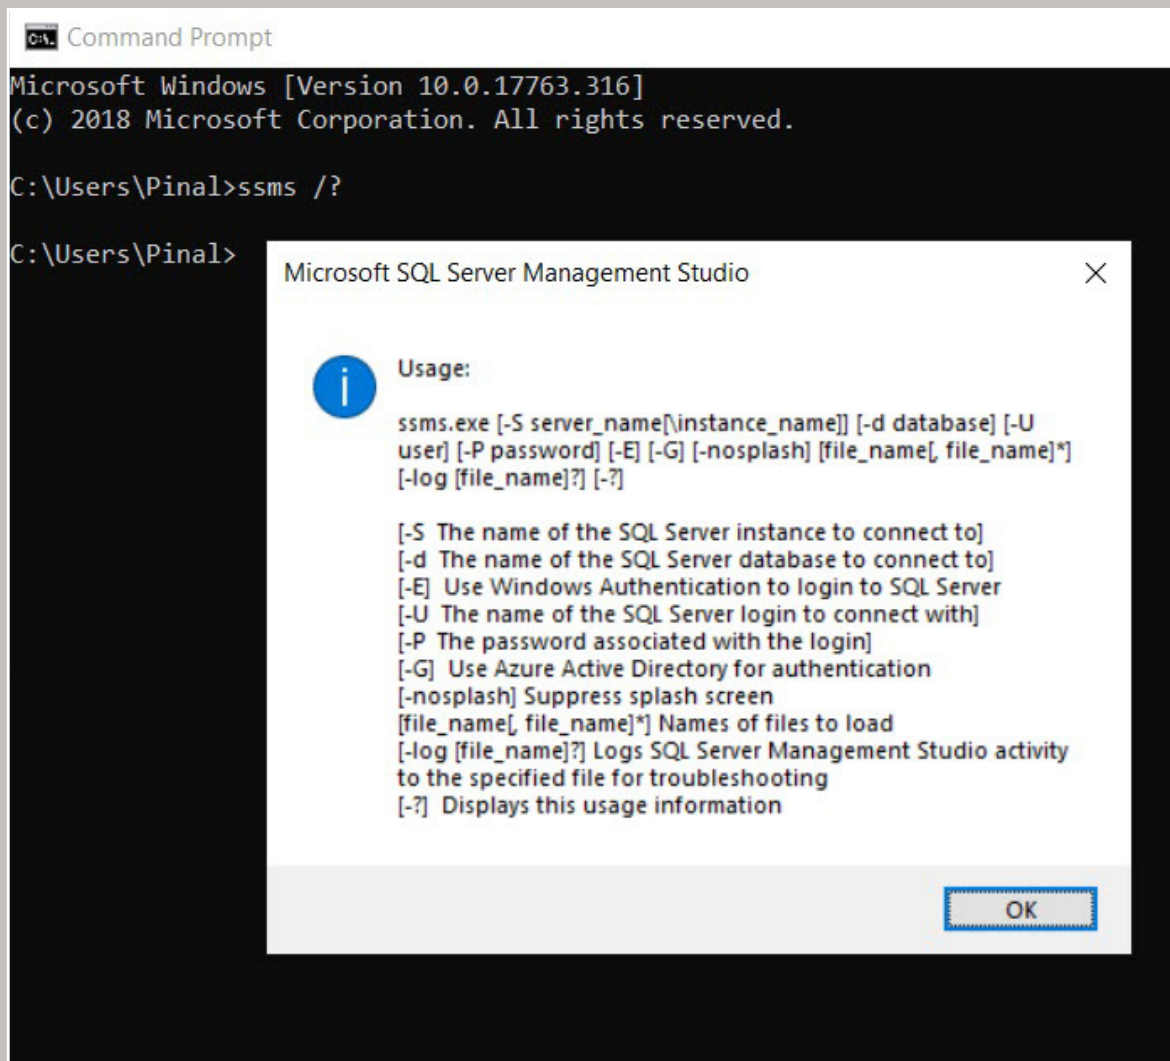 Command Prompt
Microsoft Windows [Version 10.0.17763.316]
(c) 2018 Microsoft Corporation. All rights reserved.
C:\Users\Pinal>ssms /?
C:\Users\Pinal>
Microsoft SQL Server Management Studio
Usage:
ssms.exe [-S server_name[\instance_name]] [-d database] [-U
user] [-P password] [-E] [-G] [-nosplash] [file_name[, file_name]*]
[-log [file_name]?] [-?]
[-S  The name of the SQL Server instance to connect to]
[-d  The name of the SQL Server database to connect to]
[-E]  Use Windows Authentication to login to SQL Server
[-U  The name of the SQL Server login to connect with]
[-P  The password associated with the login]
[-G]  Use Azure Active Directory for authentication
[-nosplash] Suppress splash screen
[file_name[, file_name]*] Names of files to load
[-log [file_name]?] Logs SQL Server Management Studio activity
to the specified file for troubleshooting
[-?]  Displays this usage information
OK